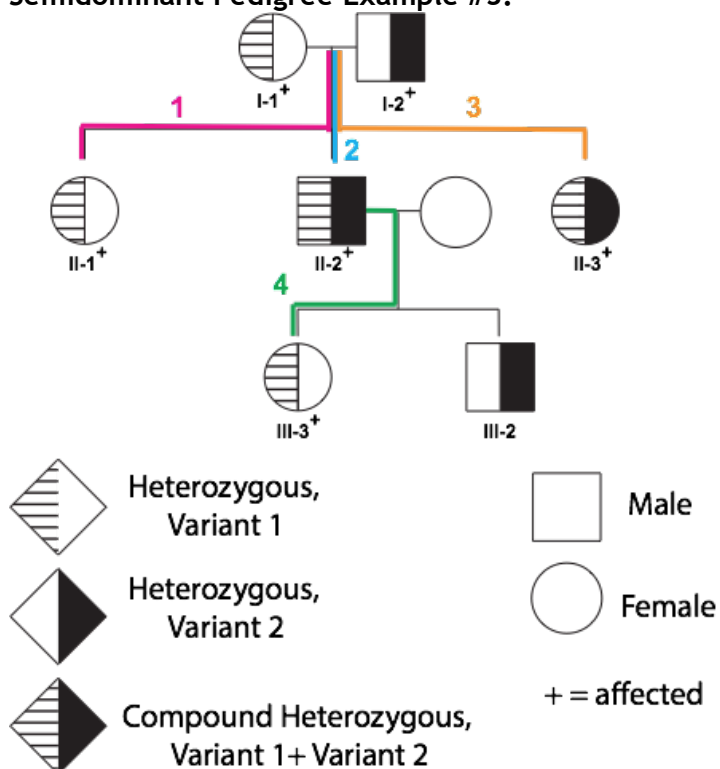 Semidominant Pedigree Example #3:
I-1+
I-2+
1
2
3
II-1+
II-2+
II-3+
4
III-3+
III-2
Heterozygous,
Variant 1
Male
Heterozygous,
Variant 2
Female
+ = affected
Compound Heterozygous,
Variant 1+ Variant 2